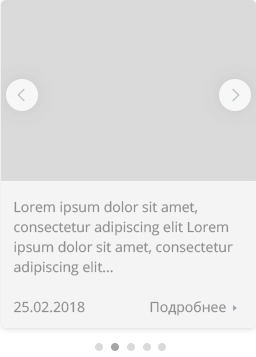 Lorem ipsum dolor sit amet,
consectetur adipiscing elit Lorem
ipsum dolor sit amet, consectetur
adipiscing elit...
25.02.2018 Подробнее